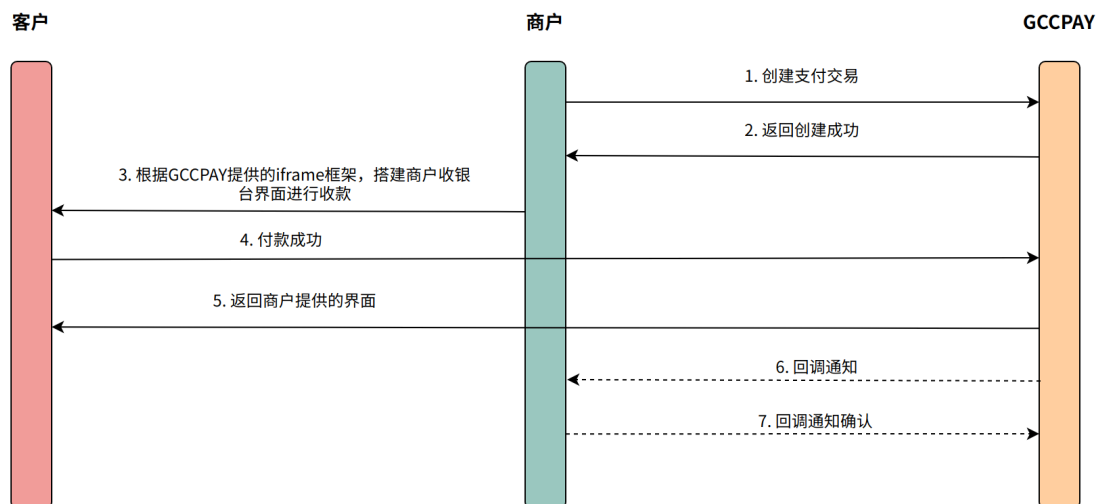 客户
商户
GCCPAY
1. 创建支付交易
2. 返回创建成功
3. 根据GCCPAY提供的iframe框架，搭建商户收银
台界面进行收款
4. 付款成功
5. 返回商户提供的界面
6. 回调通知
7. 回调通知确认